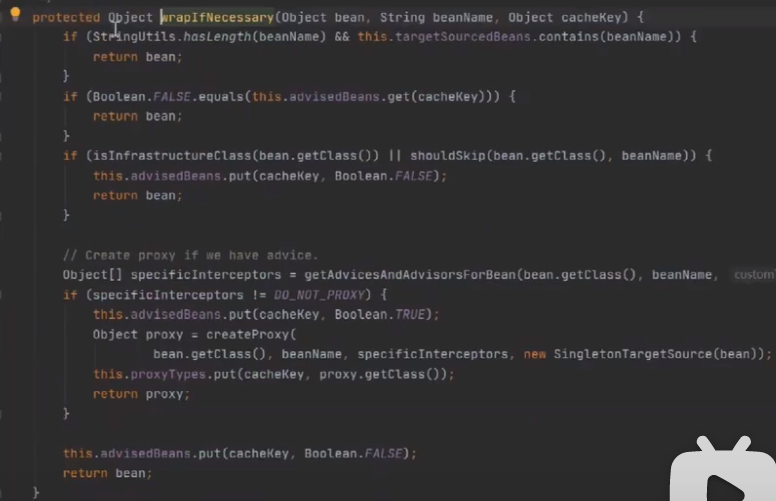 protected Object wrapIfNecessary(Object bean, String beanName, Object cacheKey) {
if (StringUtils.hasLength(beanName) && this.targetSourcedBeans.contains(beanName)) {
return bean;
}
if (Boolean.FALSE.equals(this.advisedBeans.get(cacheKey))) {
return bean;
}
if (isInfrastructureClass(bean.getClass()) || shouldSkip(bean.getClass(), beanName)) {
this.advisedBeans.put(cacheKey, Boolean.FALSE);
return bean;
}
// Create proxy if we have advice.
Object[] specificInterceptors = getAdvicesAndAdvisorsForBean(bean.getClass(), beanName, custom
if (specificInterceptors != DO_NOT_PROXY) {
this.advisedBeans.put(cacheKey, Boolean.TRUE);
Object proxy = createProxy(
bean.getClass(), beanName, specificInterceptors, new SingletonTargetSource(bean));
this.proxyTypes.put(cacheKey, proxy.getClass());
return proxy;
}
this.advisedBeans.put(cacheKey, Boolean.FALSE);
return bean;
}